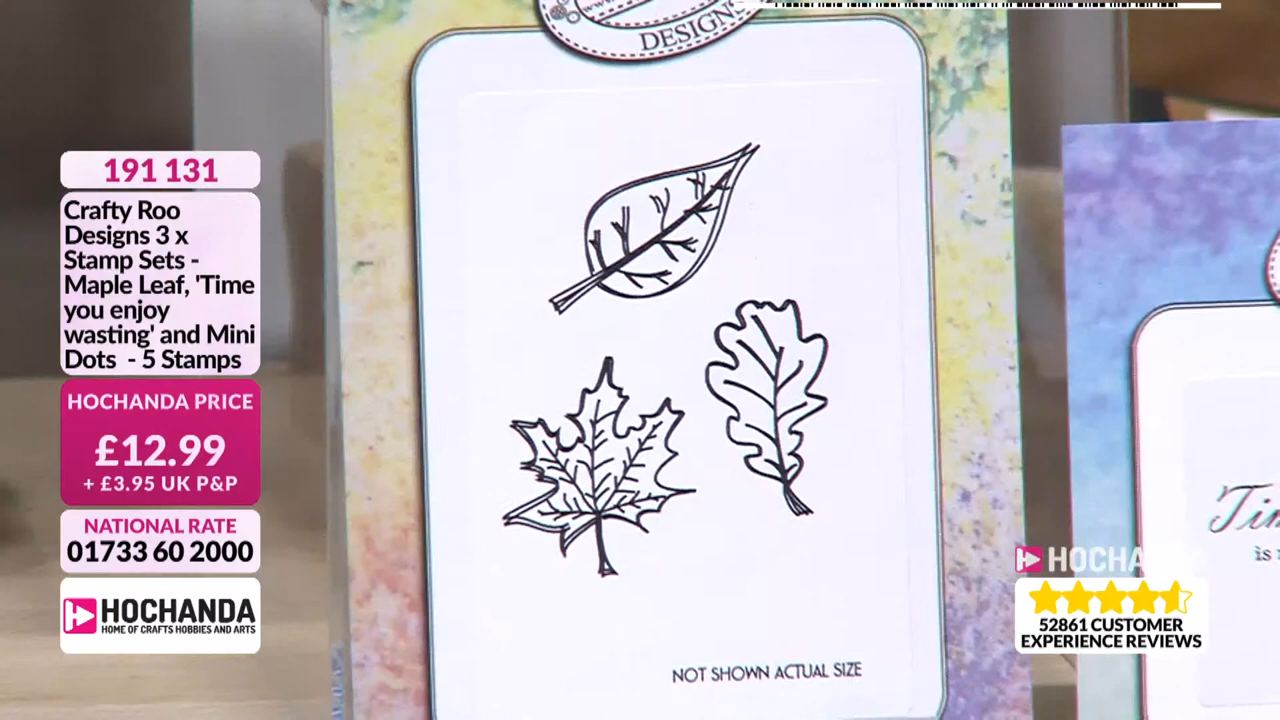 191 131
Crafty Roo
Designs 3 x
Stamp Sets -
Maple Leaf, 'Time
you enjoy
wasting' and Mini
Dots - 5 Stamps
HOCHANDA PRICE
£12.99
+ £3.95 UK P&P
NATIONAL RATE
01733 60 2000
HOCHANDA
HOME OF CRAFTS HOBBIES AND ARTS
DESIGNS
NOT SHOWN ACTUAL SIZE
is
HOCHA
52861 CUSTOMER
EXPERIENCE REVIEWS